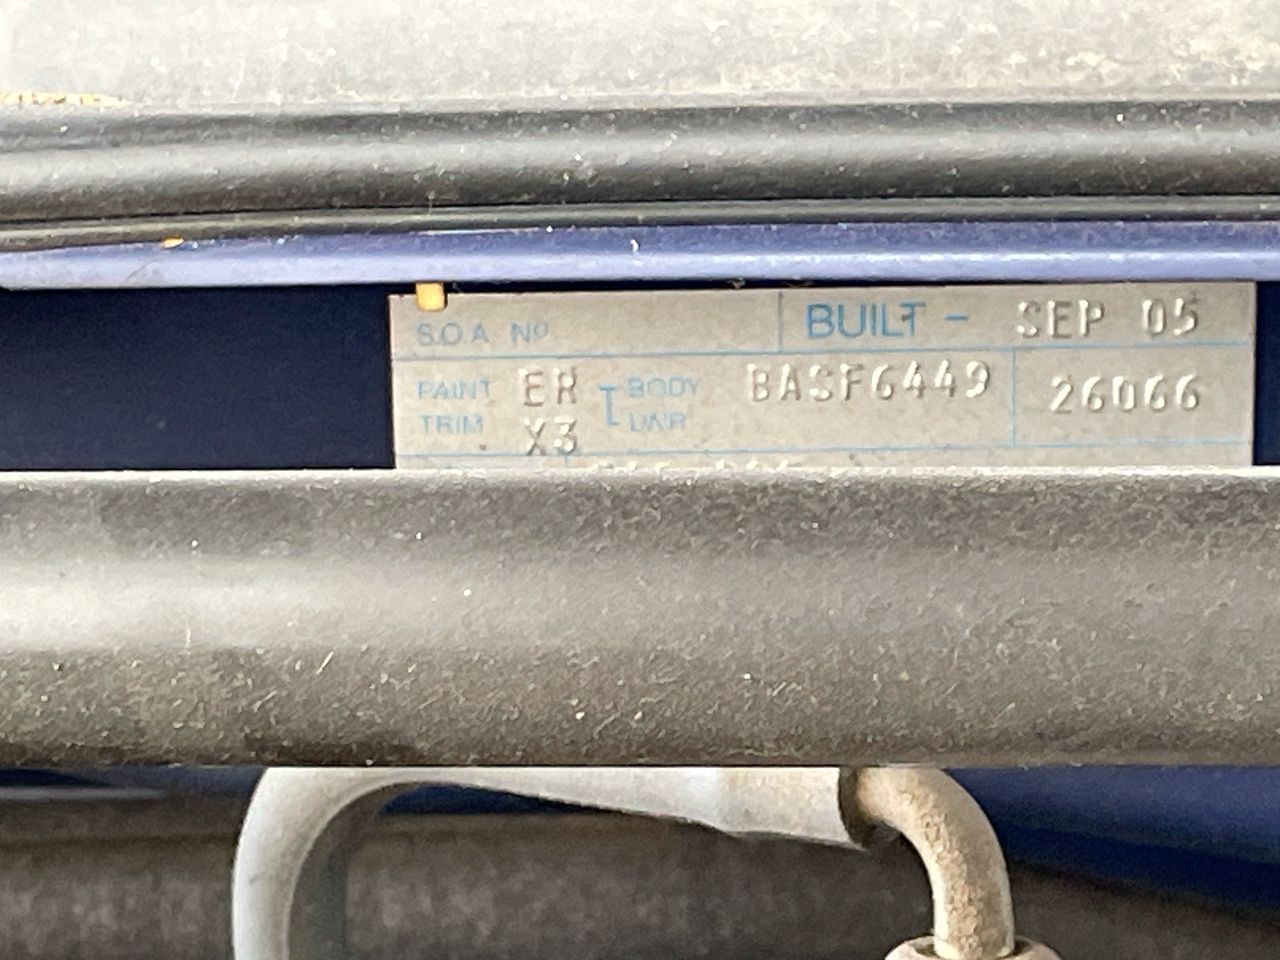 S.O.A Nº BUILT - SEP 05
PAINT ER BODY BASF6449 26066
TRIM X3 UNR